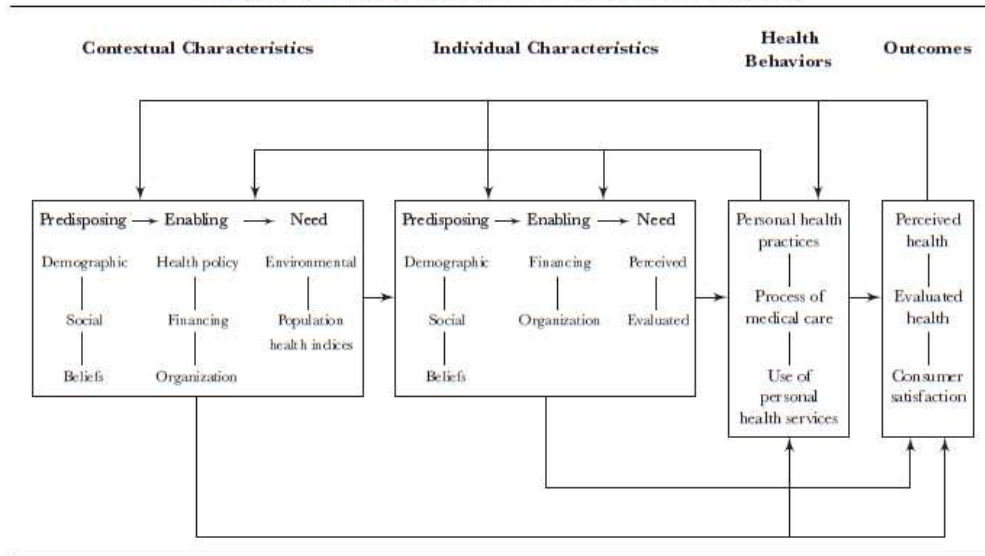 Contextual Characteristics
Individual Characteristics
Health
Behaviors
Outcomes
Predisposing
Enabling
Need
Demographic
Health policy
Environmental
Social
Financing
Population
health indices
Beliefs
Organization
Predisposing
Enabling
Need
Demographic
Financing
Perceived
Social
Organization
Evaluated
Beliefs
Personal health
practices
Process of
medical care
Use of
personal
health services
Perceived
health
Evaluated
health
Consumer
satisfaction